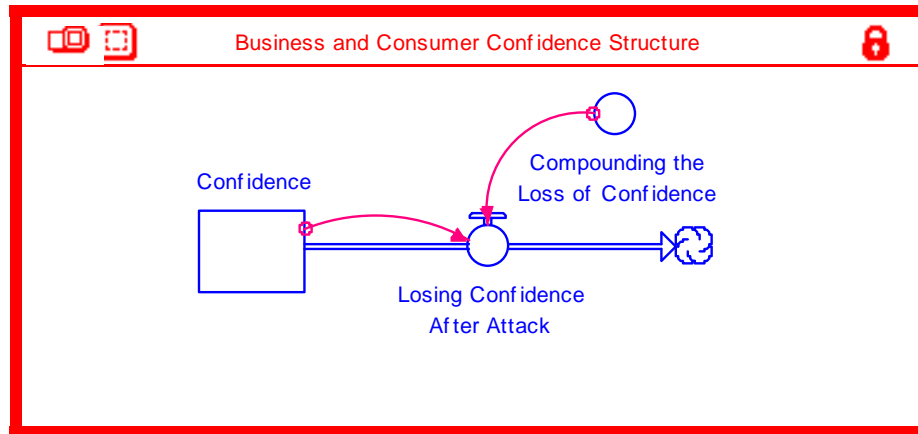 Business and Consumer Confidence Structure
Compounding the
Loss of Confidence
Confidence
Losing Confidence
After Attack